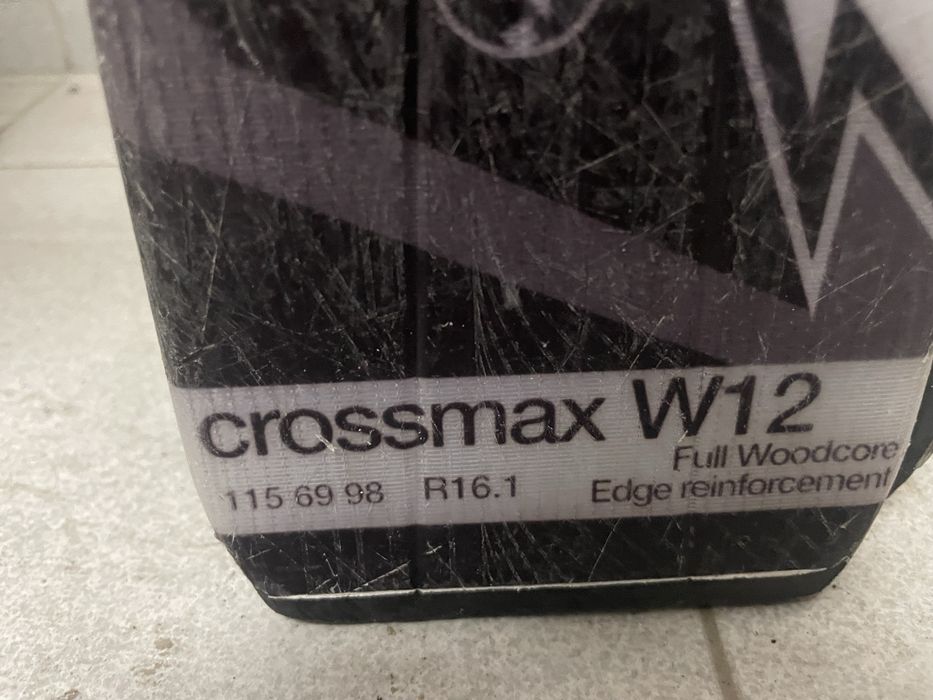 crossmax W12
Full Woodcore
115 69 98 R16.1 Edge reinforcement